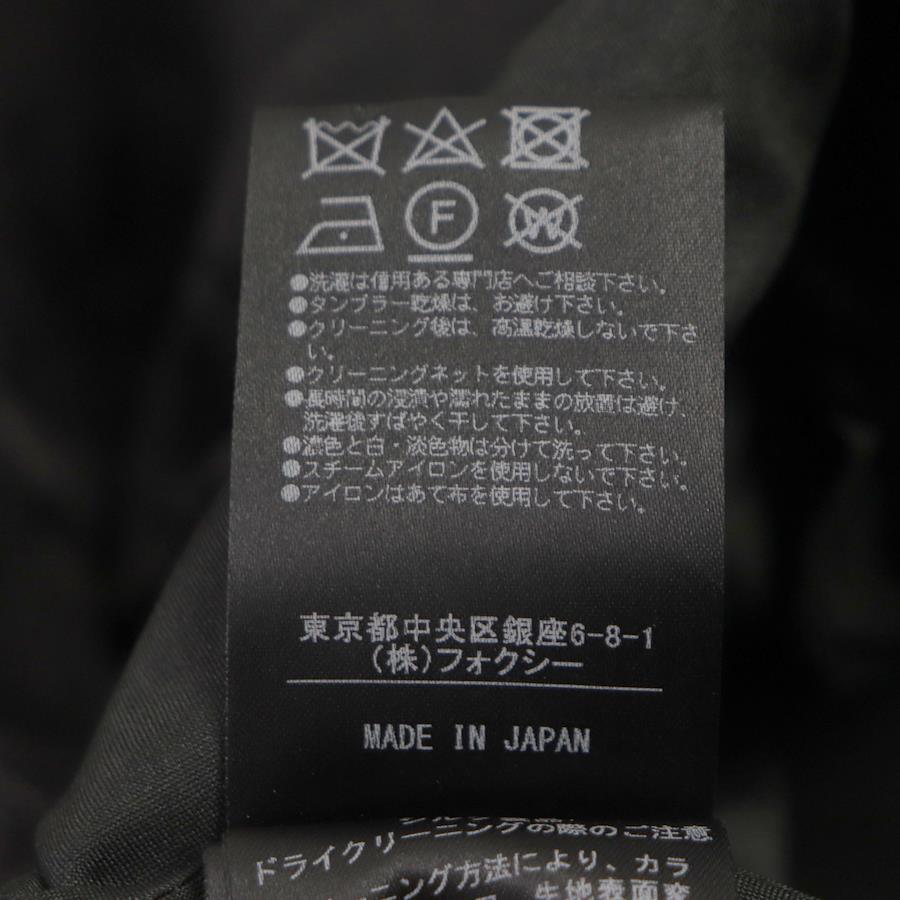 F W
●洗濯は信用ある専門店へご相談下さい。
●タンブラー乾燥は、お避け下さい。
●クリーニング後は、高温乾燥しないで下さ
い。
●クリーニングネットを使用して下さい。
●長時間の浸漬や濡れたままの放置は避け、
洗濯後すばやく干して下さい。
●濃色と白・淡色物は分けて洗って下さい。
●スチームアイロンを使用しないで下さい。
●アイロンはあて布を使用して下さい。
東京都中央区銀座6-8-1
(株)フォクシー
MADE IN JAPAN
ドライクリーニングの際のご注意
ニング方法により、カラ
生地表面変